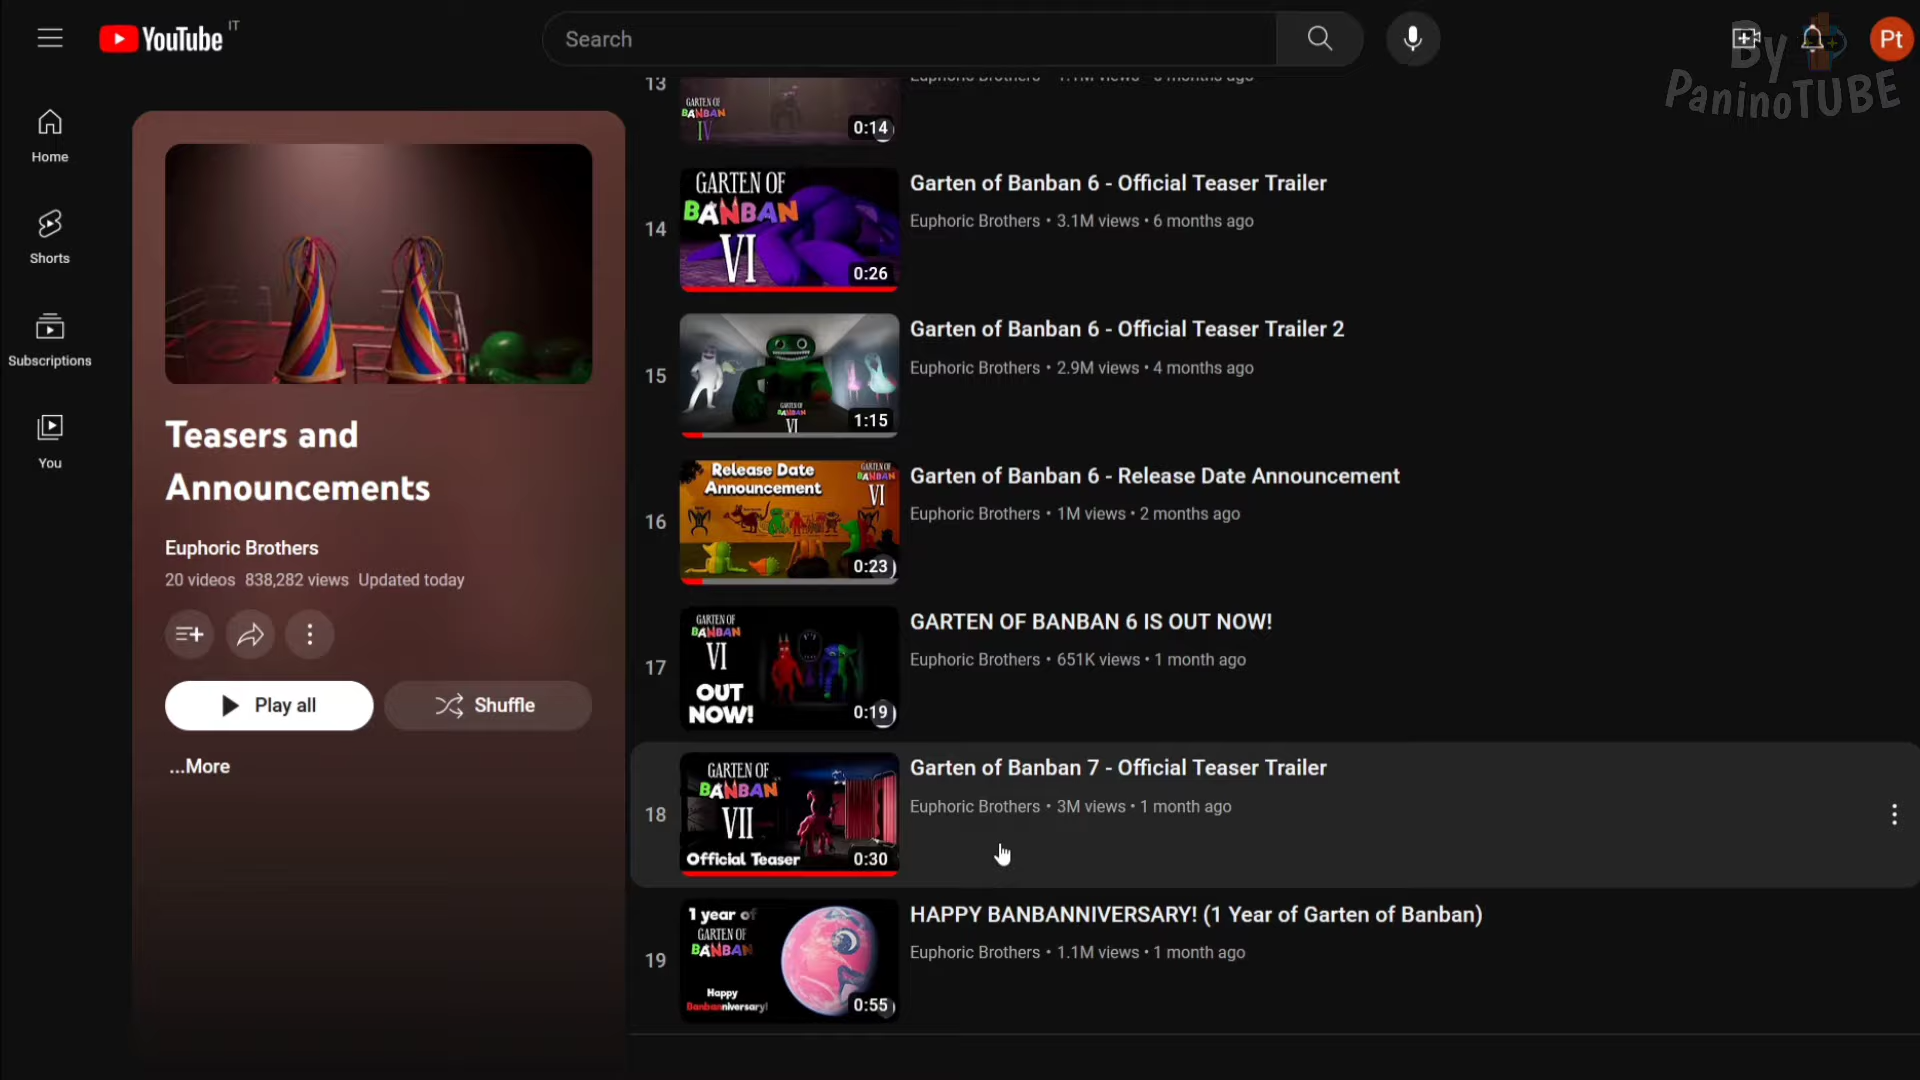 YouTube IT
Search
Pt
By
PaninoTUBE
Home
Shorts
Subscriptions
You
Teasers and
Announcements
Euphoric Brothers
20 videos 838,282 views Updated today
Play all
Shuffle
...More
13
GARTEN OF
BANBAN
IV
0:14
Euphoric Brothers • 1.1M views • 6 months ago
14
GARTEN OF
BANBAN
VI
0:26
Garten of Banban 6 - Official Teaser Trailer
Euphoric Brothers • 3.1M views • 6 months ago
15
GARTEN OF
BANBAN
VI
1:15
Garten of Banban 6 - Official Teaser Trailer 2
Euphoric Brothers • 2.9M views • 4 months ago
16
Release Date
Announcement
GARTEN OF
BANBAN
VI
0:23
Garten of Banban 6 - Release Date Announcement
Euphoric Brothers • 1M views • 2 months ago
17
GARTEN OF
BANBAN
VI
OUT
NOW!
0:19
GARTEN OF BANBAN 6 IS OUT NOW!
Euphoric Brothers • 651K views • 1 month ago
18
GARTEN OF
BANBAN
VII
Official Teaser
0:30
Garten of Banban 7 - Official Teaser Trailer
Euphoric Brothers • 3M views • 1 month ago
19
1 year of
GARTEN OF
BANBAN
Happy
Banbanniversary!
0:55
HAPPY BANBANNIVERSARY! (1 Year of Garten of Banban)
Euphoric Brothers • 1.1M views • 1 month ago